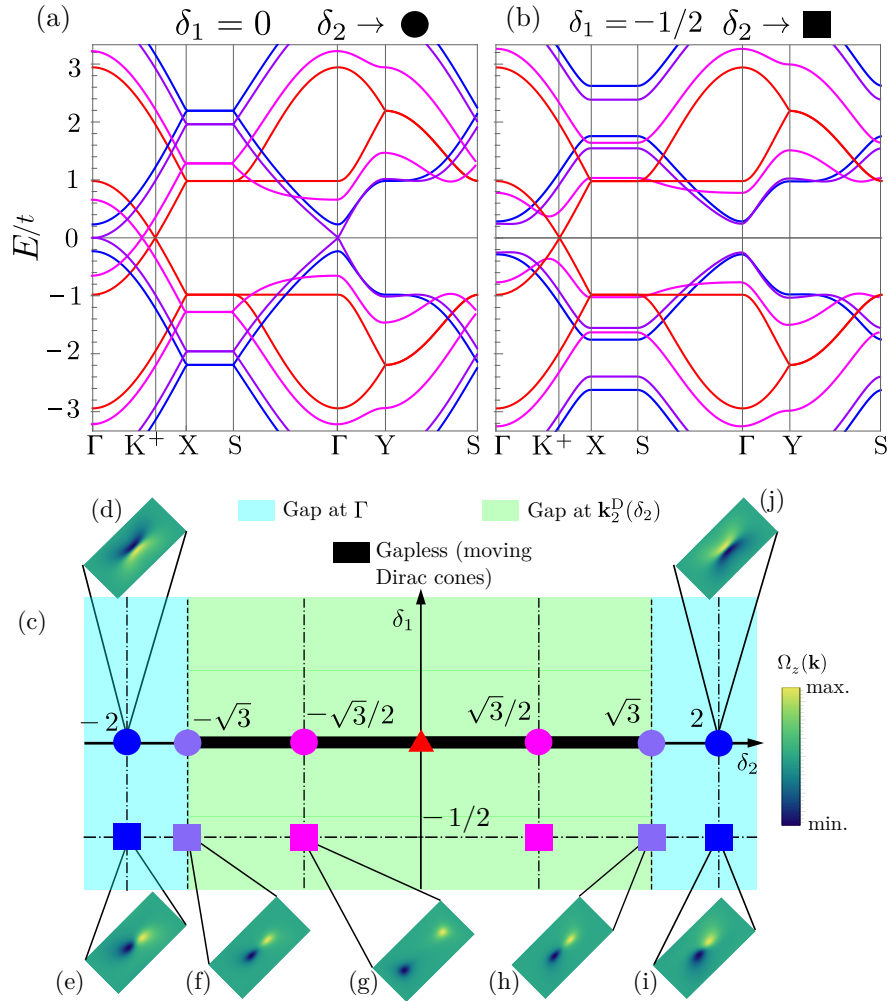 (a) δ₁ = 0 δ₂ → ●
(b) δ₁ = −1/2 δ₂ → ■
E/t
3
2
1
0
−1
−2
−3
Γ K⁺ X S Γ Y S
Γ K⁺ X S Γ Y S
(d)
Gap at Γ
Gap at k₂ᴰ(δ₂)
(j)
Gapless (moving
Dirac cones)
(c)
δ₁
Ω_z(k)
max.
min.
−2 −√3 −√3/2 √3/2 √3 2
δ₂
−1/2
(e) (f) (g) (h) (i)